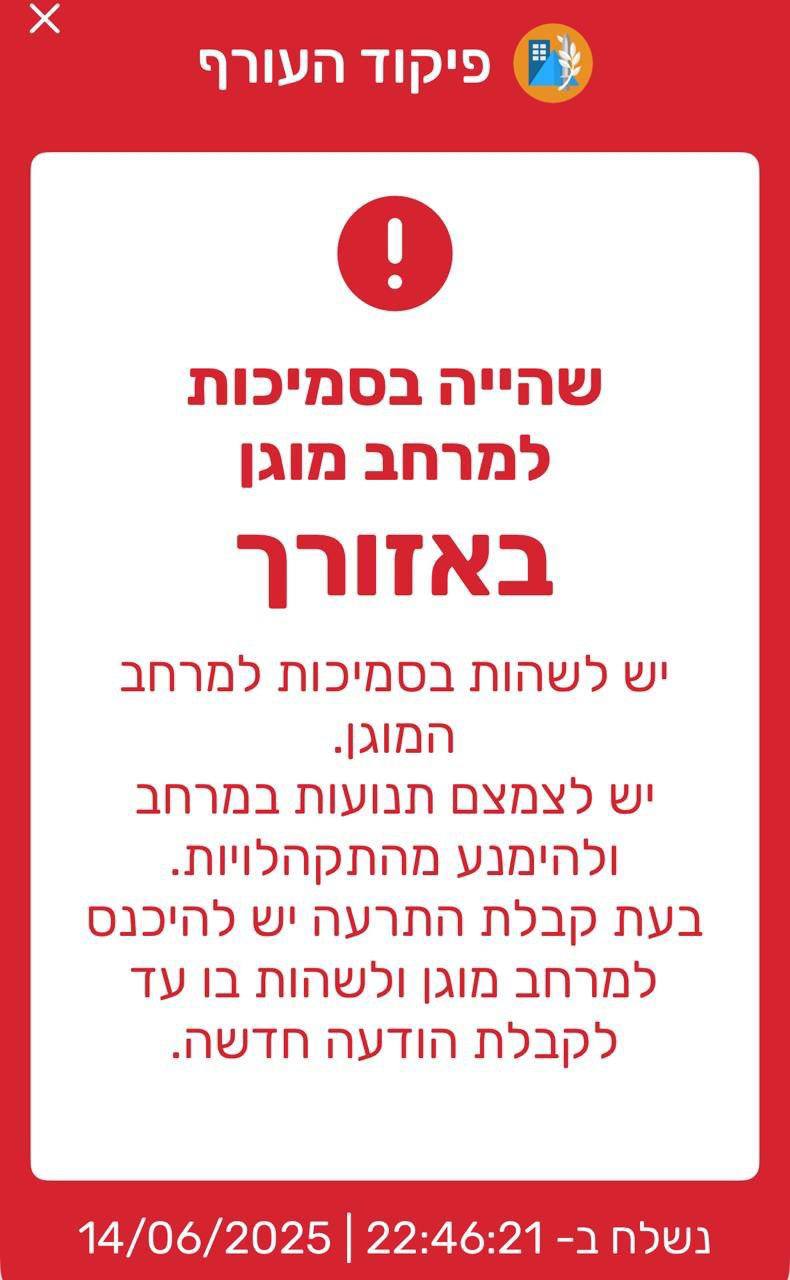 פיקוד העורף
שהייה בסמיכות
למרחב מוגן
באזורך
יש לשהות בסמיכות למרחב
המוגן.
יש לצמצם תנועות במרחב
ולהימנע מהתקהלויות.
בעת קבלת התרעה יש להיכנס
למרחב מוגן ולשהות בו עד
לקבלת הודעה חדשה.
נשלח ב- 22:46:21 | 14/06/2025